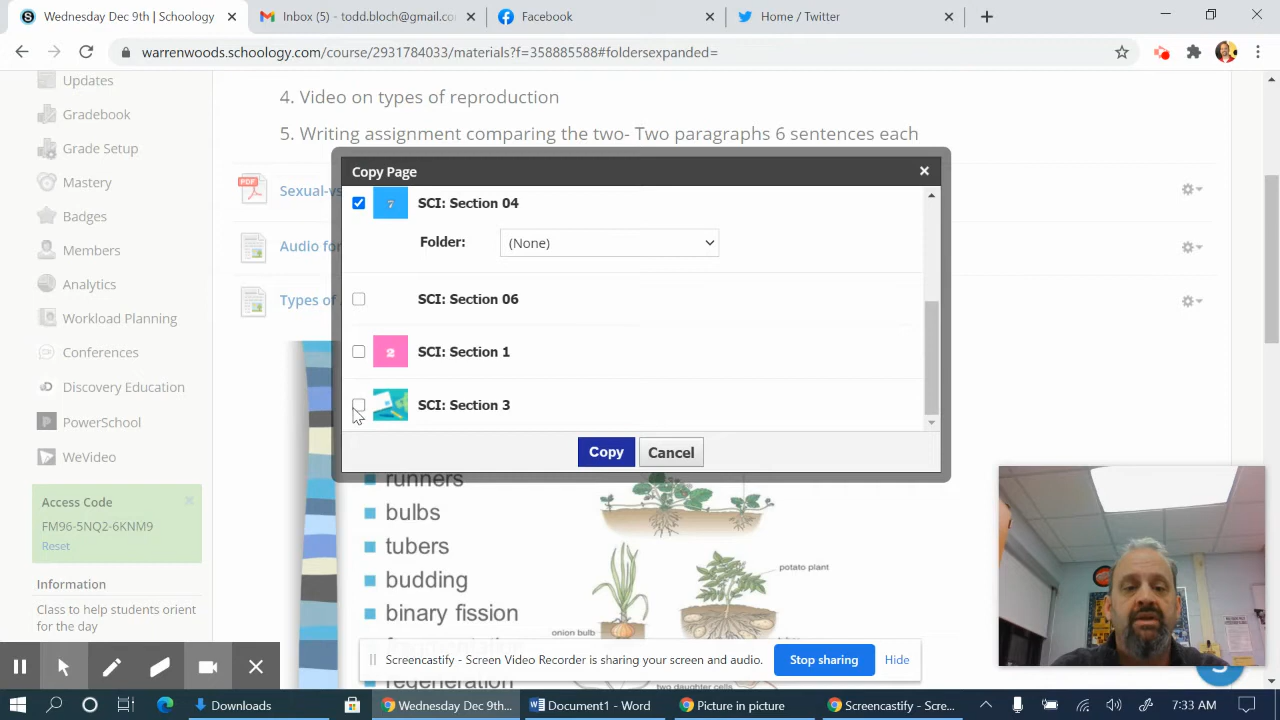 Wednesday Dec 9th! | Schoology
Inbox (5) - todd.bloch@gmail.co
Facebook
Home / Twitter
warrenwoods.schoology.com/course/2931784033/materials?f=358885588#foldersexpanded=
Updates
Gradebook
Grade Setup
Mastery
Badges
Members
Analytics
Workload Planning
Conferences
Discovery Education
PowerSchool
WeVideo
Access Code
FM96-5NQ2-6KNM9
Reset
Information
Class to help students orient
for the day
4. Video on types of reproduction
5. Writing assignment comparing the two- Two paragraphs 6 sentences each
PDF
Sexual-vs
Audio fo
Types of
Copy Page
7
SCI: Section 04
Folder:
(None)
SCI: Section 06
2
SCI: Section 1
SCI: Section 3
Copy
Cancel
runners
bulbs
tubers
budding
binary fission
regeneration
potato plant
onion bulb
two daughter cells
Screencastify - Screen Video Recorder is sharing your screen and audio.
Stop sharing
Hide
Downloads
Wednesday Dec 9th...
Document1 - Word
Picture in picture
Screencastify - Scre...
7:33 AM